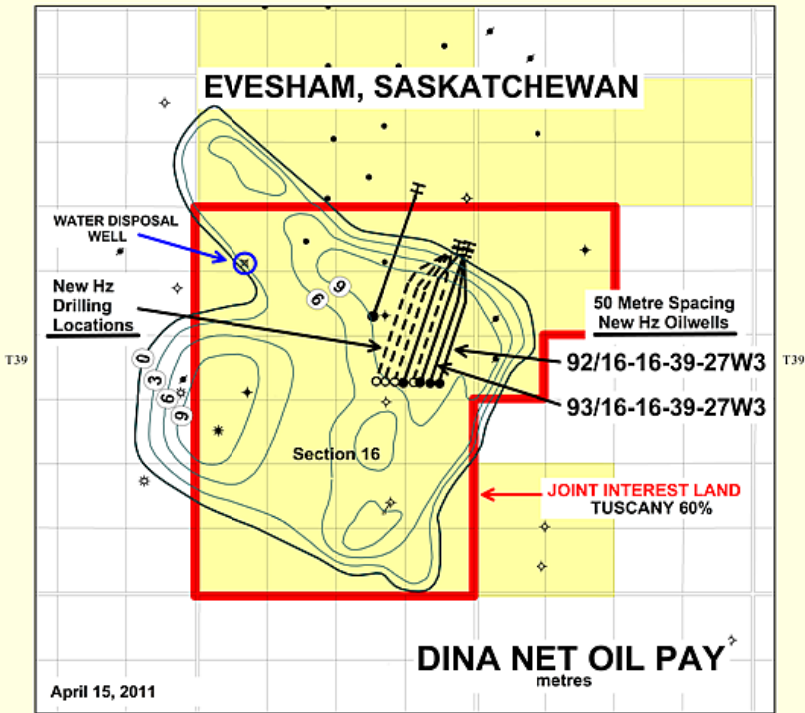 EVESHAM, SASKATCHEWAN
WATER DISPOSAL
WELL
New Hz
Drilling
Locations
9
6
50 Metre Spacing
New Hz Oilwells
T39
T39
0
3
6
9
92/16-16-39-27W3
93/16-16-39-27W3
Section 16
JOINT INTEREST LAND
TUSCANY 60%
DINA NET OIL PAY
metres
April 15, 2011